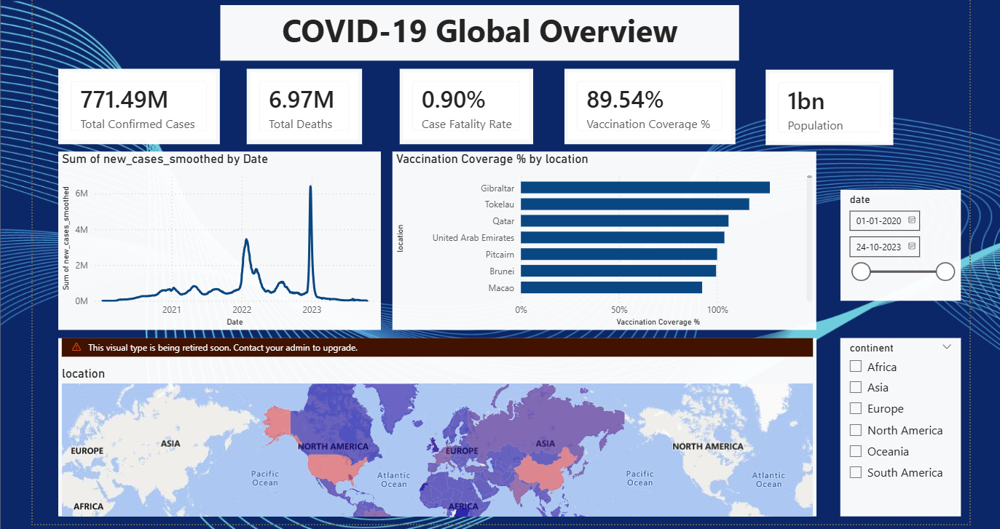 COVID-19 Global Overview
771.49M
Total Confirmed Cases
6.97M
Total Deaths
0.90%
Case Fatality Rate
89.54%
Vaccination Coverage %
1bn
Population
Sum of new_cases_smoothed by Date
Sum of new_cases_smoothed
6M
4M
2M
0M
2021
2022
2023
Date
Vaccination Coverage % by location
location
Gibraltar
Tokelau
Qatar
United Arab Emirates
Pitcairn
Brunei
Macao
0%
50%
100%
Vaccination Coverage %
date
01-01-2020
24-10-2023
This visual type is being retired soon. Contact your admin to upgrade.
location
EUROPE
ASIA
AFRICA
Pacific
Ocean
NORTH AMERICA
Atlantic
Ocean
EUROPE
ASIA
AFRICA
Pacific
Ocean
NORTH AMERICA
Atlantic
Ocean
continent
Africa
Asia
Europe
North America
Oceania
South America